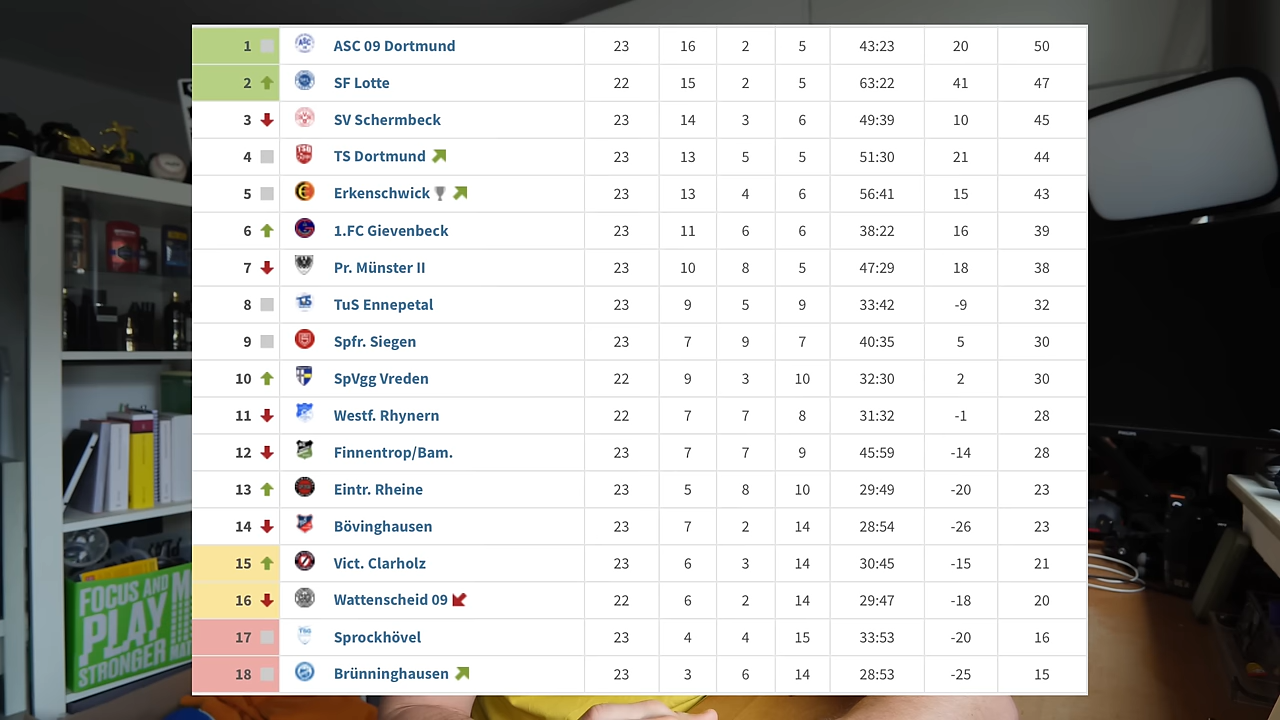 1 ASC 09 Dortmund 23 16 2 5 43:23 20 50
2 SF Lotte 22 15 2 5 63:22 41 47
3 SV Schermbeck 23 14 3 6 49:39 10 45
4 TS Dortmund 23 13 5 5 51:30 21 44
5 Erkenschwick 23 13 4 6 56:41 15 43
6 1.FC Gievenbeck 23 11 6 6 38:22 16 39
7 Pr. Münster II 23 10 8 5 47:29 18 38
8 TuS Ennepetal 23 9 5 9 33:42 -9 32
9 Spfr. Siegen 23 7 9 7 40:35 5 30
10 SpVgg Vreden 22 9 3 10 32:30 2 30
11 Westf. Rhynern 22 7 7 8 31:32 -1 28
12 Finnentrop/Bam. 23 7 7 9 45:59 -14 28
13 Eintr. Rheine 23 5 8 10 29:49 -20 23
14 Bövinghausen 23 7 2 14 28:54 -26 23
15 Vict. Clarholz 23 6 3 14 30:45 -15 21
16 Wattenscheid 09 22 6 2 14 29:47 -18 20
17 Sprockhövel 23 4 4 15 33:53 -20 16
18 Brünninghausen 23 3 6 14 28:53 -25 15
FOCUS AND
PLAY
STRONGER